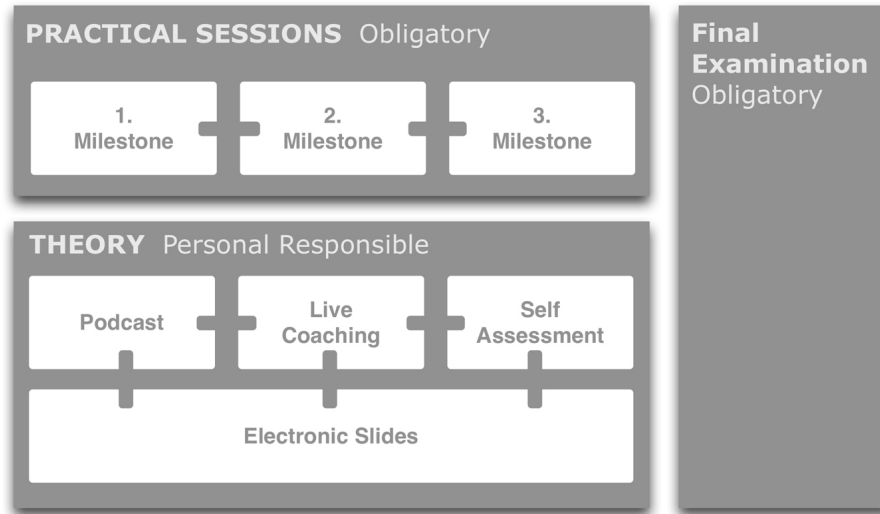 PRACTICAL SESSIONS Obligatory
1.
Milestone
2.
Milestone
3.
Milestone
THEORY Personal Responsible
Podcast
Live
Coaching
Self
Assessment
Electronic Slides
Final
Examination
Obligatory